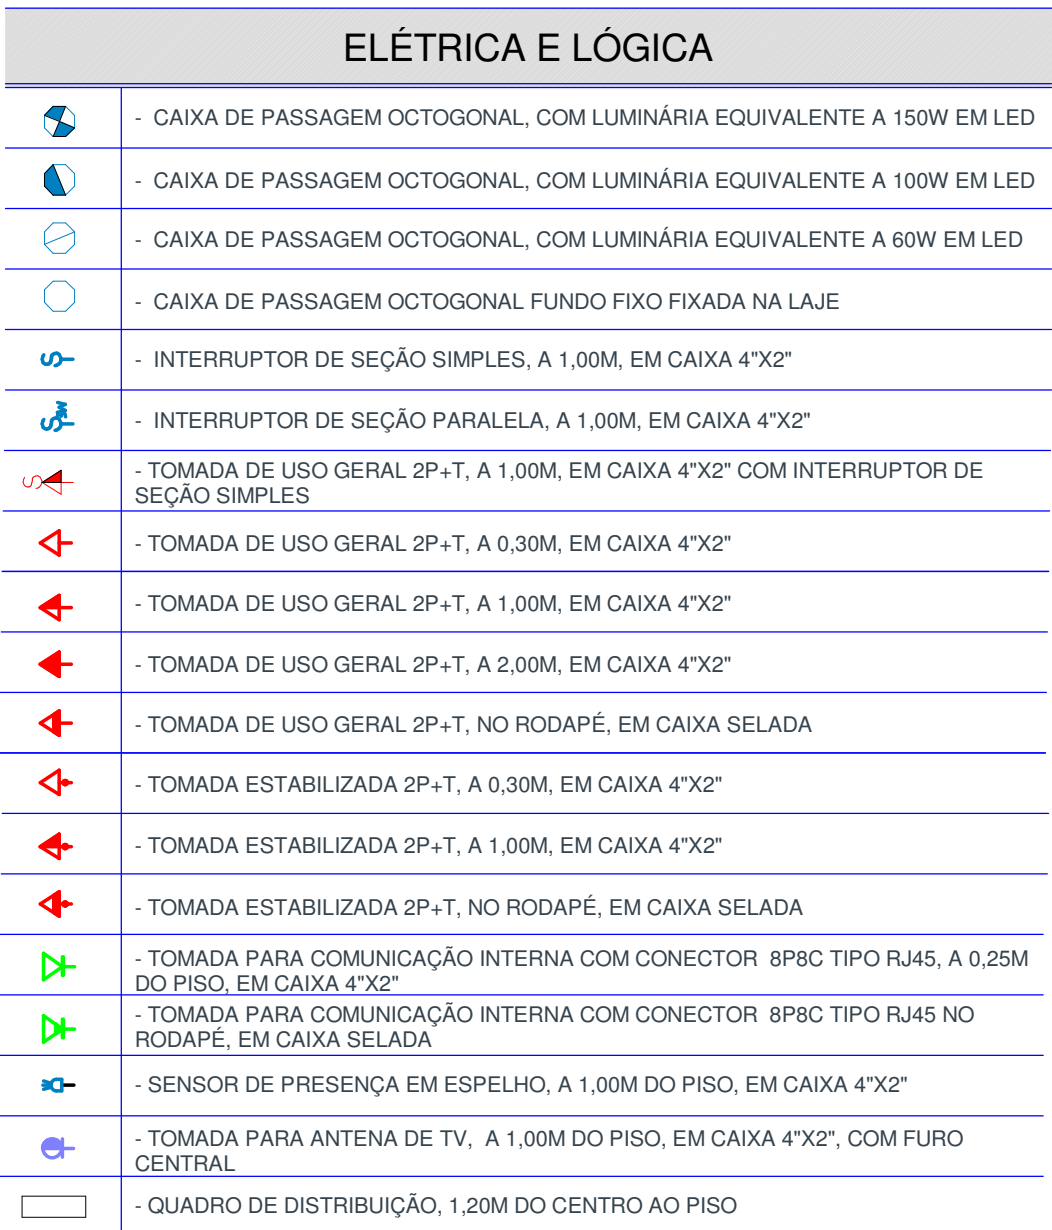 ELÉTRICA E LÓGICA
- CAIXA DE PASSAGEM OCTOGONAL, COM LUMINÁRIA EQUIVALENTE A 150W EM LED
- CAIXA DE PASSAGEM OCTOGONAL, COM LUMINÁRIA EQUIVALENTE A 100W EM LED
- CAIXA DE PASSAGEM OCTOGONAL, COM LUMINÁRIA EQUIVALENTE A 60W EM LED
- CAIXA DE PASSAGEM OCTOGONAL FUNDO FIXO FIXADA NA LAJE
S - INTERRUPTOR DE SEÇÃO SIMPLES, A 1,00M, EM CAIXA 4"X2"
S3w - INTERRUPTOR DE SEÇÃO PARALELA, A 1,00M, EM CAIXA 4"X2"
S - TOMADA DE USO GERAL 2P+T, A 1,00M, EM CAIXA 4"X2" COM INTERRUPTOR DE
SEÇÃO SIMPLES
- TOMADA DE USO GERAL 2P+T, A 0,30M, EM CAIXA 4"X2"
- TOMADA DE USO GERAL 2P+T, A 1,00M, EM CAIXA 4"X2"
- TOMADA DE USO GERAL 2P+T, A 2,00M, EM CAIXA 4"X2"
- TOMADA DE USO GERAL 2P+T, NO RODAPÉ, EM CAIXA SELADA
- TOMADA ESTABILIZADA 2P+T, A 0,30M, EM CAIXA 4"X2"
- TOMADA ESTABILIZADA 2P+T, A 1,00M, EM CAIXA 4"X2"
- TOMADA ESTABILIZADA 2P+T, NO RODAPÉ, EM CAIXA SELADA
- TOMADA PARA COMUNICAÇÃO INTERNA COM CONECTOR 8P8C TIPO RJ45, A 0,25M
DO PISO, EM CAIXA 4"X2"
- TOMADA PARA COMUNICAÇÃO INTERNA COM CONECTOR 8P8C TIPO RJ45 NO
RODAPÉ, EM CAIXA SELADA
- SENSOR DE PRESENÇA EM ESPELHO, A 1,00M DO PISO, EM CAIXA 4"X2"
- TOMADA PARA ANTENA DE TV, A 1,00M DO PISO, EM CAIXA 4"X2", COM FURO
CENTRAL
- QUADRO DE DISTRIBUIÇÃO, 1,20M DO CENTRO AO PISO